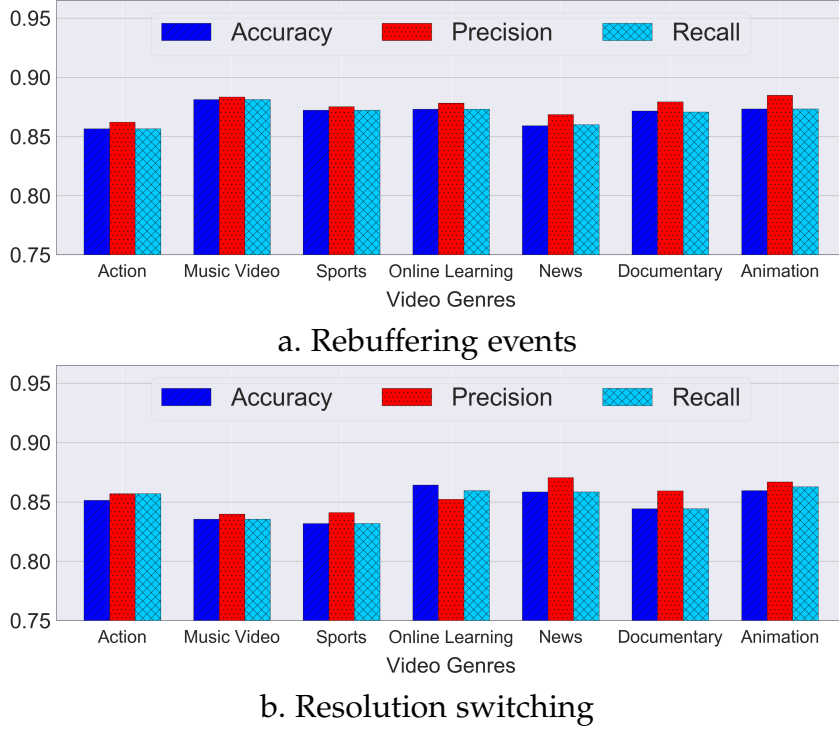 0.95
Accuracy Precision Recall
0.90
0.85
0.80
0.75
Action Music Video Sports Online Learning News Documentary Animation
Video Genres
a. Rebuffering events
0.95
Accuracy Precision Recall
0.90
0.85
0.80
0.75
Action Music Video Sports Online Learning News Documentary Animation
Video Genres
b. Resolution switching